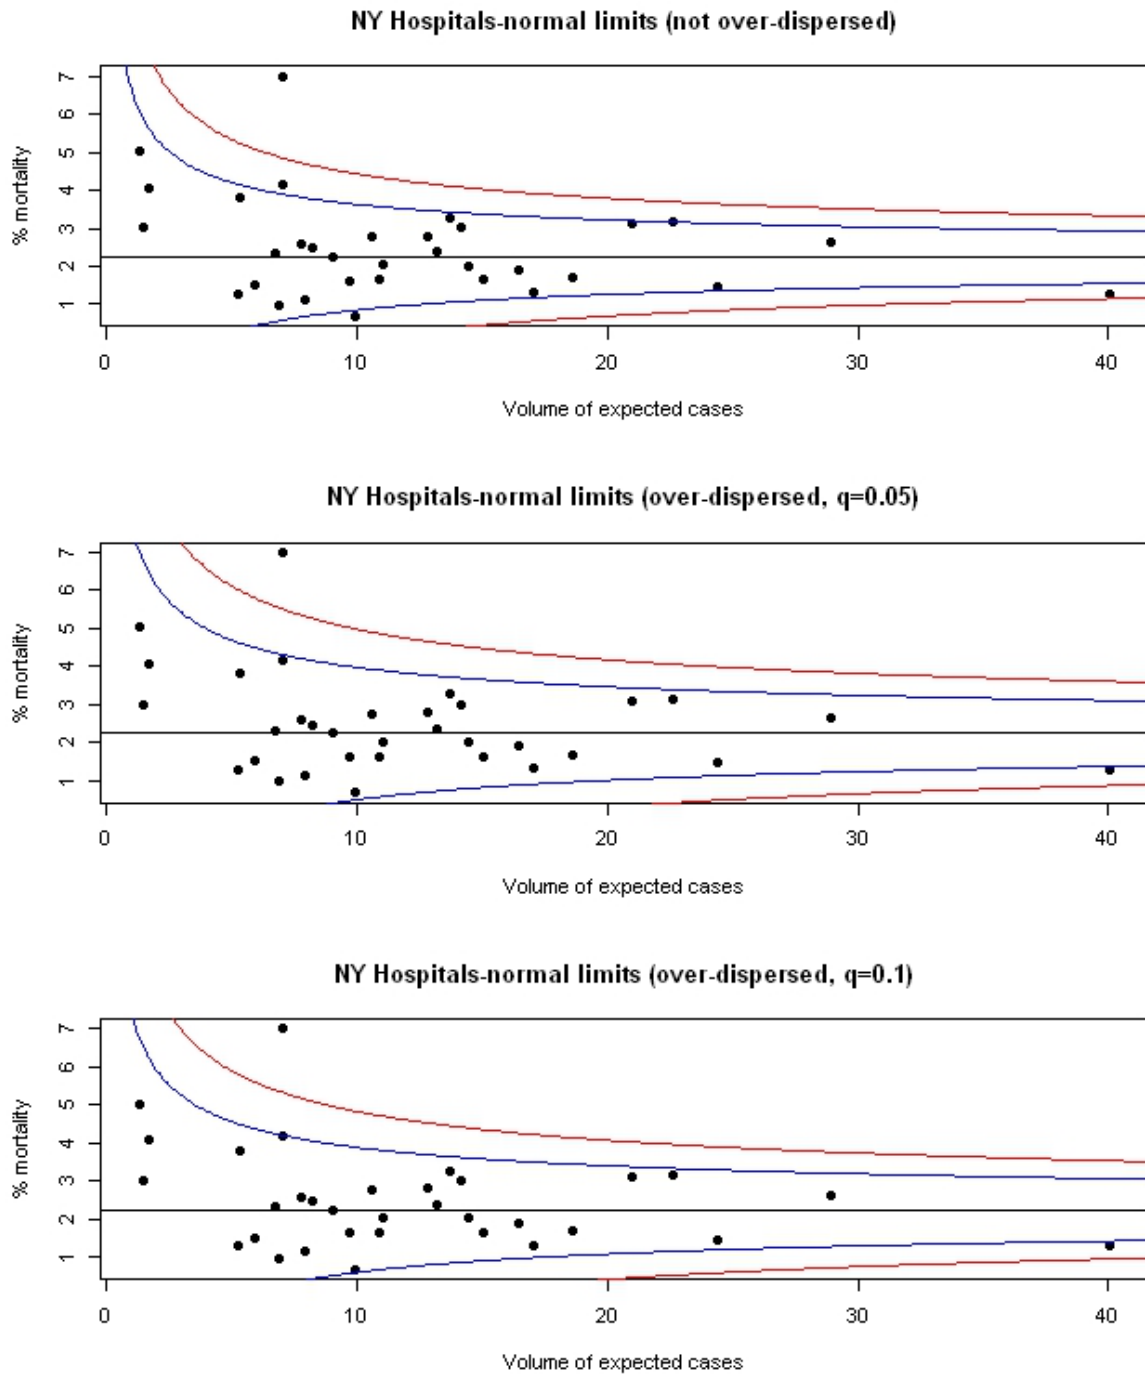 NY Hospitals-normal limits (not over-dispersed)
7
6
5
4
3
2
1
% mortality
0 10 20 30 40
Volume of expected cases
NY Hospitals-normal limits (over-dispersed, q=0.05)
7
6
5
4
3
2
1
% mortality
0 10 20 30 40
Volume of expected cases
NY Hospitals-normal limits (over-dispersed, q=0.1)
7
6
5
4
3
2
1
% mortality
0 10 20 30 40
Volume of expected cases